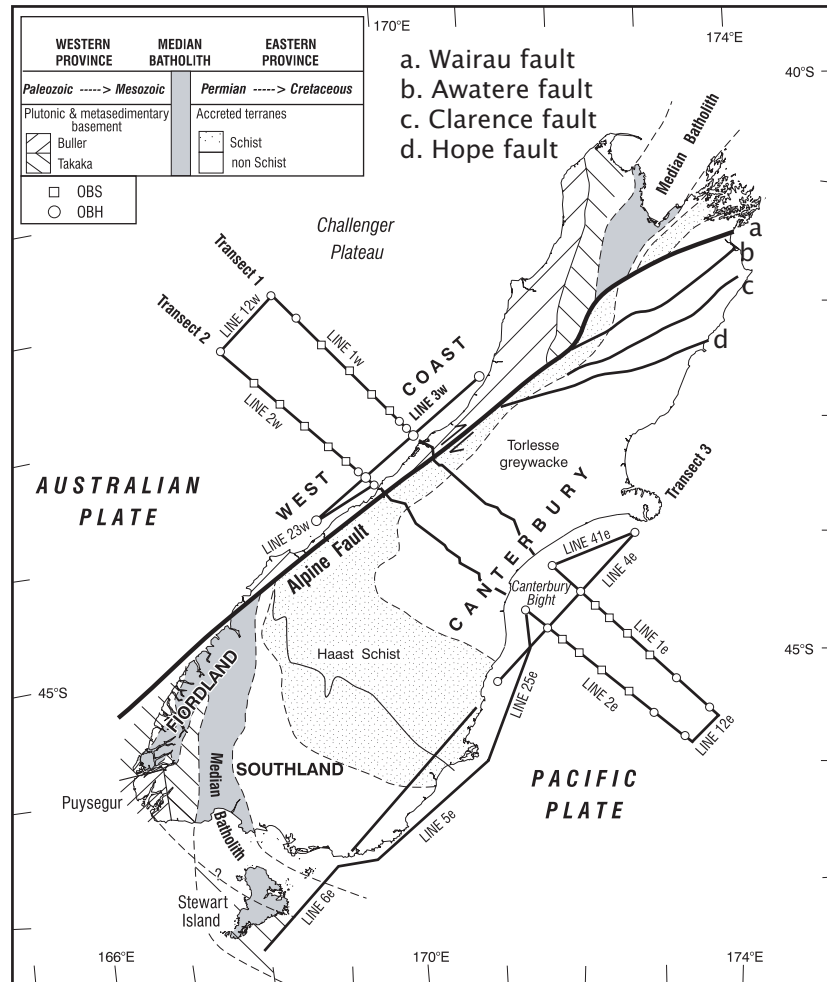 170°E
174°E
40°S
WESTERN PROVINCE
MEDIAN BATHOLITH
EASTERN PROVINCE
Paleozoic -----> Mesozoic
Permian -----> Cretaceous
Plutonic & metasedimentary
basement
Buller
Takaka
Accreted terranes
Schist
non Schist
OBS
OBH
a. Wairau fault
b. Awatere fault
c. Clarence fault
d. Hope fault
Median Batholith
Challenger
Plateau
a
b
c
d
Transect 1
Transect 2
LINE 12w
LINE 1w
LINE 2w
LINE 3w
LINE 23w
WEST COAST
AUSTRALIAN
PLATE
Alpine Fault
Torlesse
greywacke
CANTERBURY
Transect 3
LINE 41e
LINE 4e
Canterbury
Bight
LINE 1e
LINE 2e
LINE 12e
LINE 25e
45°S
45°S
Haast Schist
FIORDLAND
SOUTHLAND
Median
Batholith
PACIFIC
PLATE
Puysegur
LINE 5e
LINE 6e
?
Stewart
Island
166°E
170°E
174°E